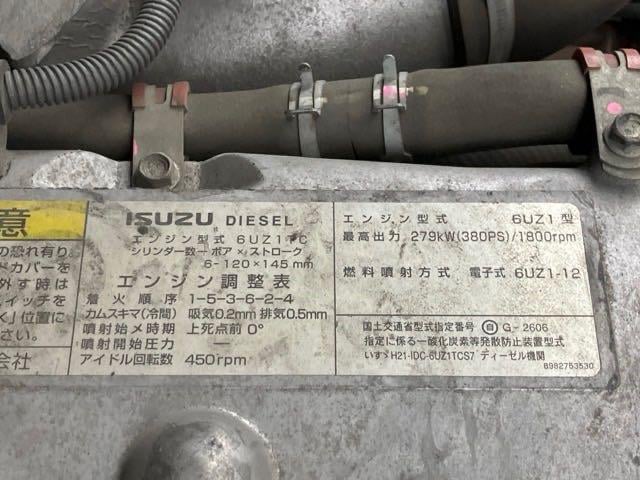 意
の恐れ有り
ドカバーを
外す時は
スイッチを
く」位置に
会社
ISUZU DIESEL
エンジン型式 6UZ1TC
シリンダー数-ボア×ストローク
6-120×145mm
エンジン調整表
着火順序 1-5-3-6-2-4
カムスキマ(冷間) 吸気0.2mm 排気0.5mm
噴射始メ時期 上死点前 0°
噴射開始圧力 —
アイドル回転数 450rpm
エンジン型式 6UZ1型
最高出力 279kW(380PS)/1800rpm
燃料噴射方式 電子式 6UZ1-12
国土交通省型式指定番号 自 G-2606
指定に係る一酸化炭素等発散防止装置型式
いすゞH21-IDC-6UZ1TCS7 ディーゼル機関
8982753530